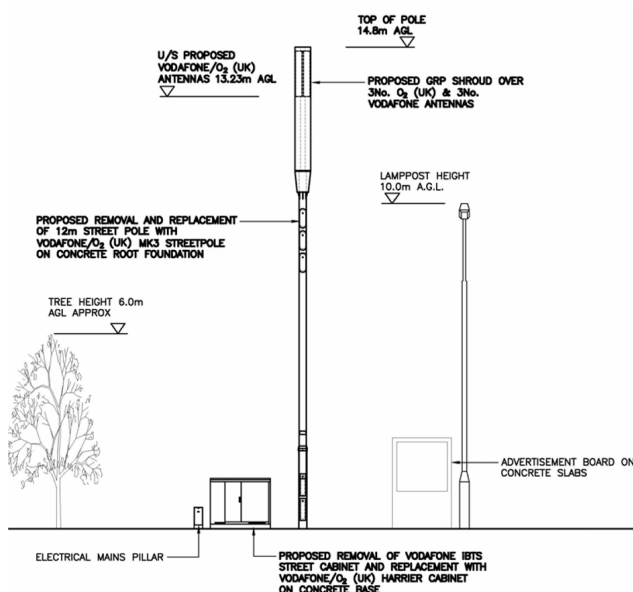 TOP OF POLE
14.8m AGL
U/S PROPOSED
VODAFONE/O₂ (UK)
ANTENNAS 13.23m AGL
PROPOSED GRP SHROUD OVER
3No. O₂ (UK) & 3No.
VODAFONE ANTENNAS
LAMPPOST HEIGHT
10.0m A.G.L.
PROPOSED REMOVAL AND REPLACEMENT
OF 12m STREET POLE WITH
VODAFONE/O₂ (UK) MK3 STREETPOLE
ON CONCRETE ROOT FOUNDATION
TREE HEIGHT 6.0m
AGL APPROX
ADVERTISEMENT BOARD ON
CONCRETE SLABS
ELECTRICAL MAINS PILLAR
PROPOSED REMOVAL OF VODAFONE IBTS
STREET CABINET AND REPLACEMENT WITH
VODAFONE/O₂ (UK) HARRIER CABINET
ON CONCRETE BASE